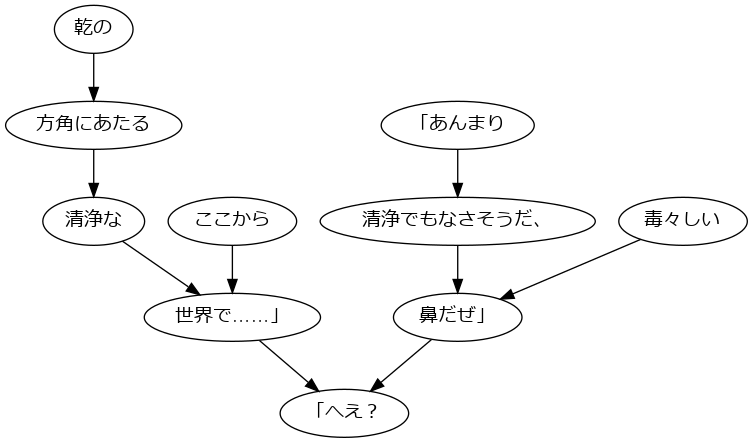 乾の
方角にあたる
「あんまり
清浄な
ここから
清浄でもなさそうだ、
毒々しい
世界で……」
鼻だぜ」
「へえ？